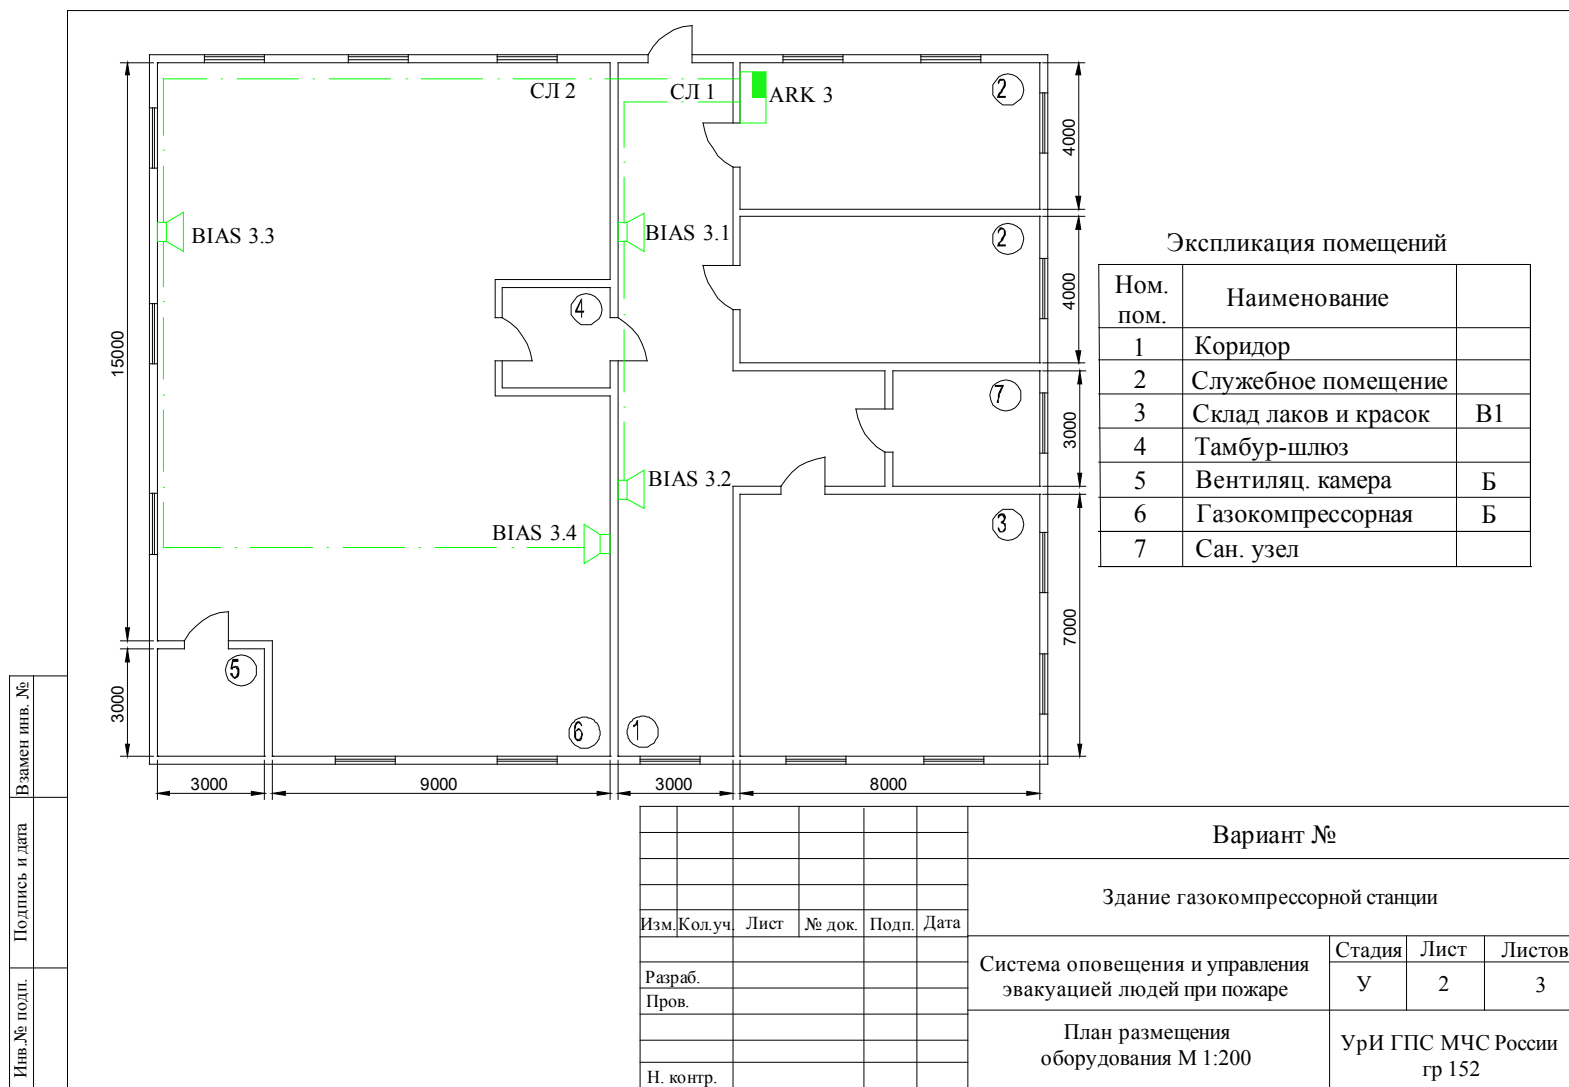 СЛ 2
СЛ 1
ARK 3
2
4000
BIAS 3.3
BIAS 3.1
2
4000
4
15000
7
3000
BIAS 3.2
BIAS 3.4
3
7000
5
3000
6
1
3000
9000
3000
8000
Экспликация помещений
Ном. пом.
Наименование
1 Коридор
2 Служебное помещение
3 Склад лаков и красок В1
4 Тамбур-шлюз
5 Вентиляц. камера Б
6 Газокомпрессорная Б
7 Сан. узел
Взамен инв. №
Подпись и дата
Инв.№ подп.
Изм. Кол.уч. Лист № док. Подп. Дата
Разраб.
Пров.
Н. контр.
Вариант №
Здание газокомпрессорной станции
Система оповещения и управления
эвакуацией людей при пожаре
Стадия Лист Листов
У 2 3
План размещения
оборудования М 1:200
УрИ ГПС МЧС России
гр 152